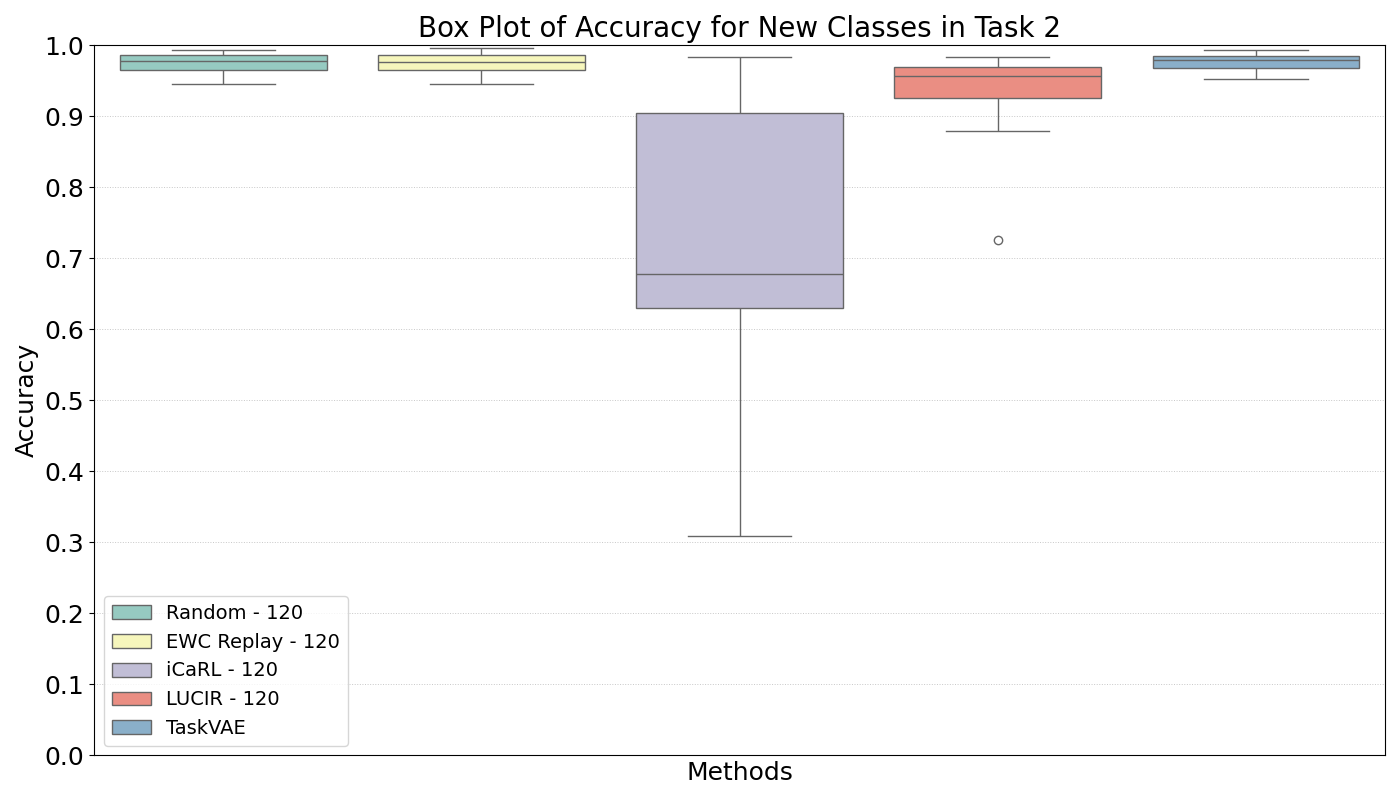 Box Plot of Accuracy for New Classes in Task 2
1.0
0.9
0.8
0.7
0.6
0.5
0.4
0.3
0.2
0.1
0.0
Accuracy
Random - 120
EWC Replay - 120
iCaRL - 120
LUCIR - 120
TaskVAE
Methods